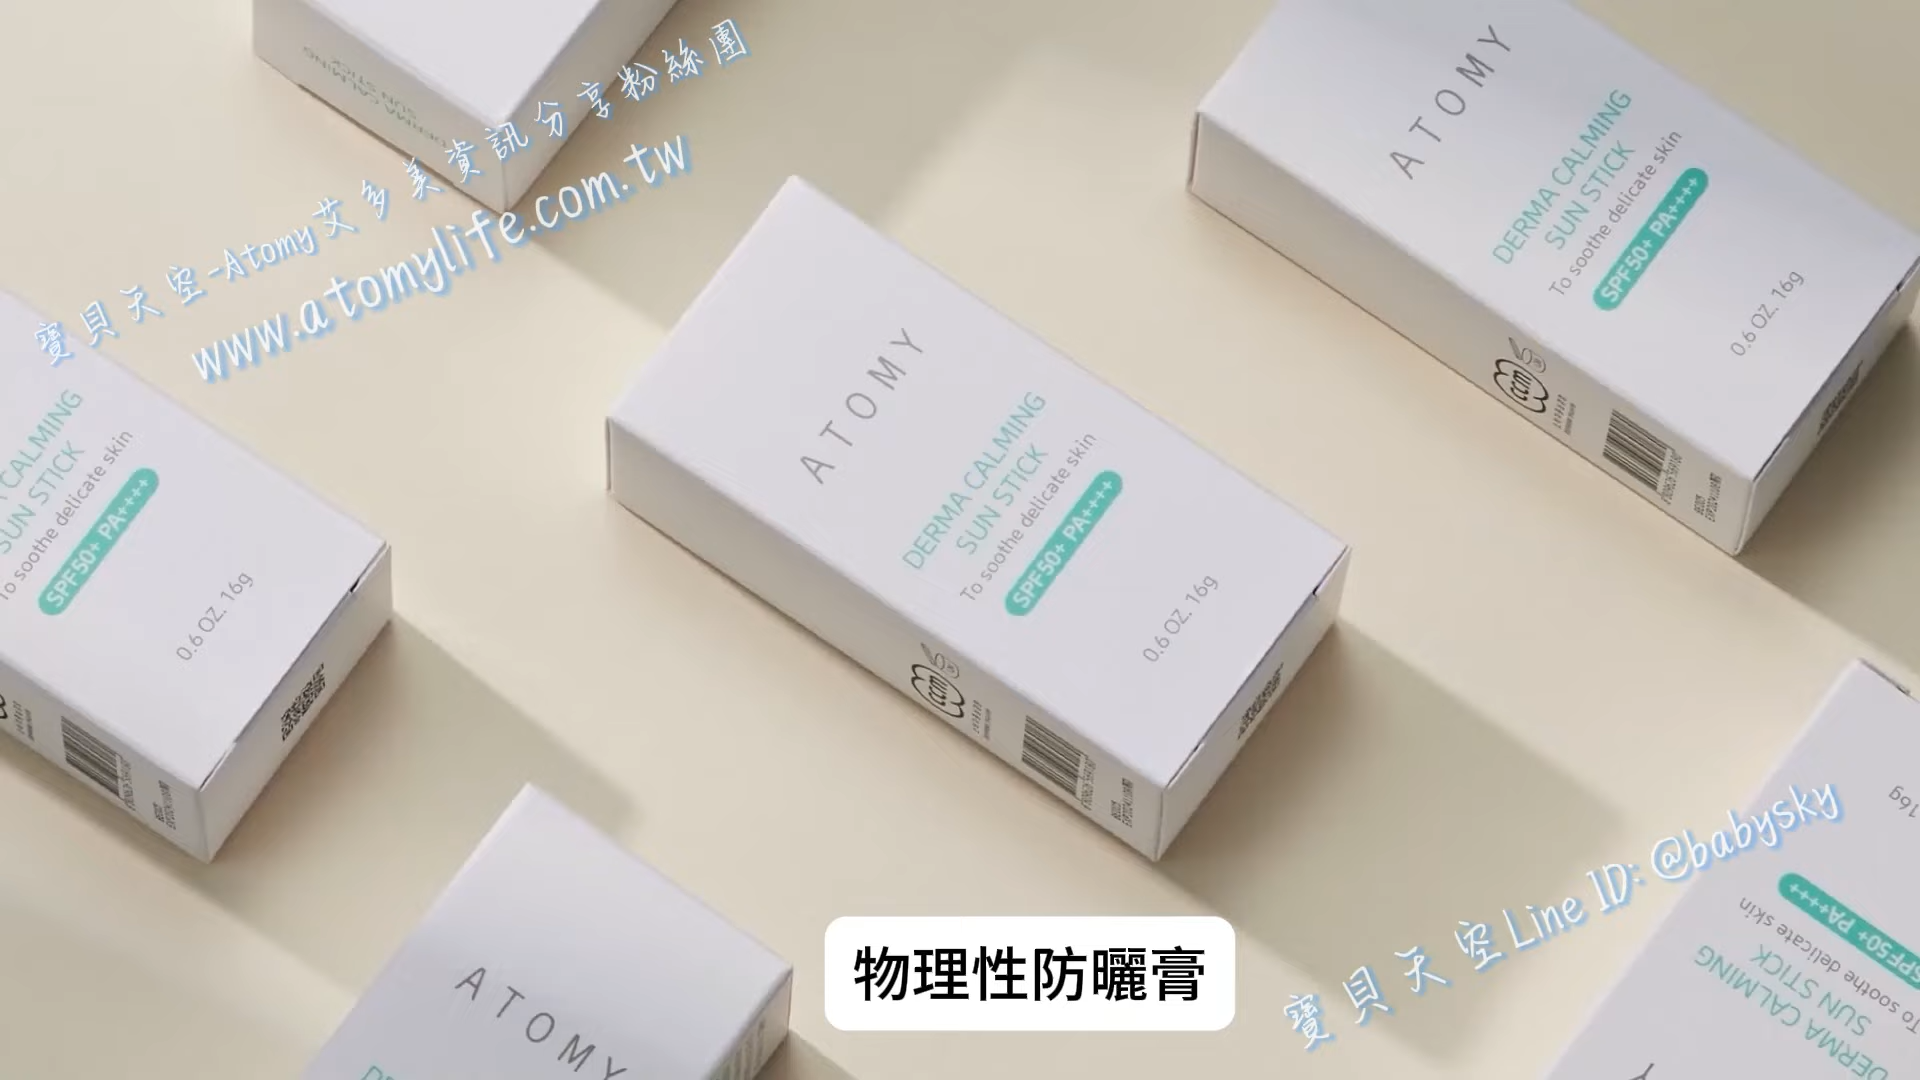 寶貝天空-Atomy艾多美資訊分享粉絲團
www.atomylife.com.tw
ATOMY
DERMA CALMING
SUN STICK
To soothe delicate skin
SPF50+ PA++++
0.6 OZ. 16g
ccm
ATOMY
DERMA CALMING
SUN STICK
To soothe delicate skin
SPF50+ PA++++
0.6 OZ. 16g
ccm
CALMING
SUN STICK
To soothe delicate skin
SPF50+ PA++++
0.6 OZ. 16g
ATOMY
16g
SPF50+ PA++++
To soothe delicate skin
DERMA CALMING
SUN STICK
物理性防曬膏
寶貝天空Line ID: @babysky